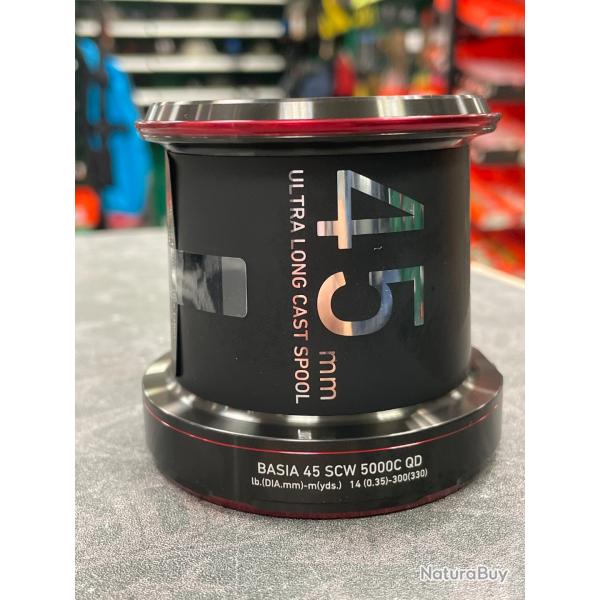 45 mm
ULTRA LONG CAST SPOOL
BASIA 45 SCW 5000C QD
lb.(DIA.mm)-m(yds.) 14 (0.35)-300(330)
NaturaBuy